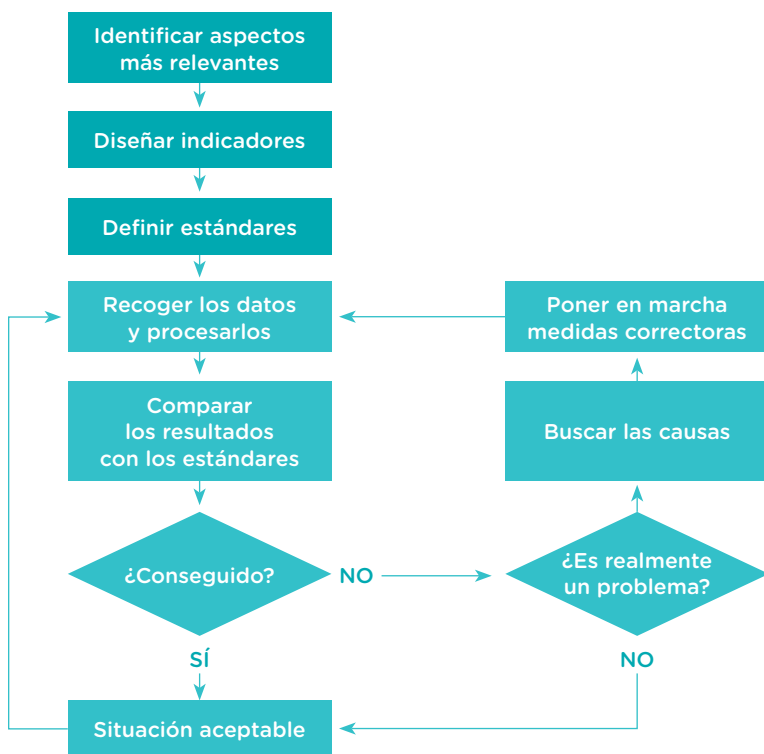 Identificar aspectos
más relevantes
Diseñar indicadores
Definir estándares
Recoger los datos
y procesarlos
Poner en marcha
medidas correctoras
Comparar
los resultados
con los estándares
Buscar las causas
¿Conseguido?
NO
¿Es realmente
un problema?
SÍ
NO
Situación aceptable